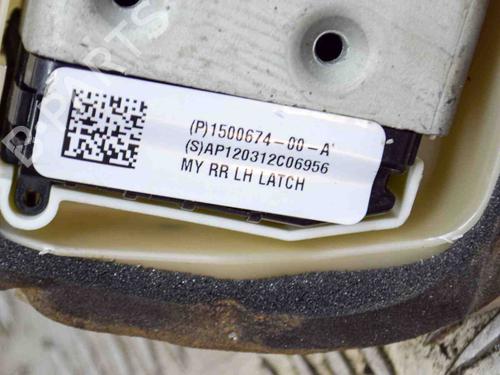 (P)1500674-00-A
(S)AP120312C06956
MY RR LH LATCH